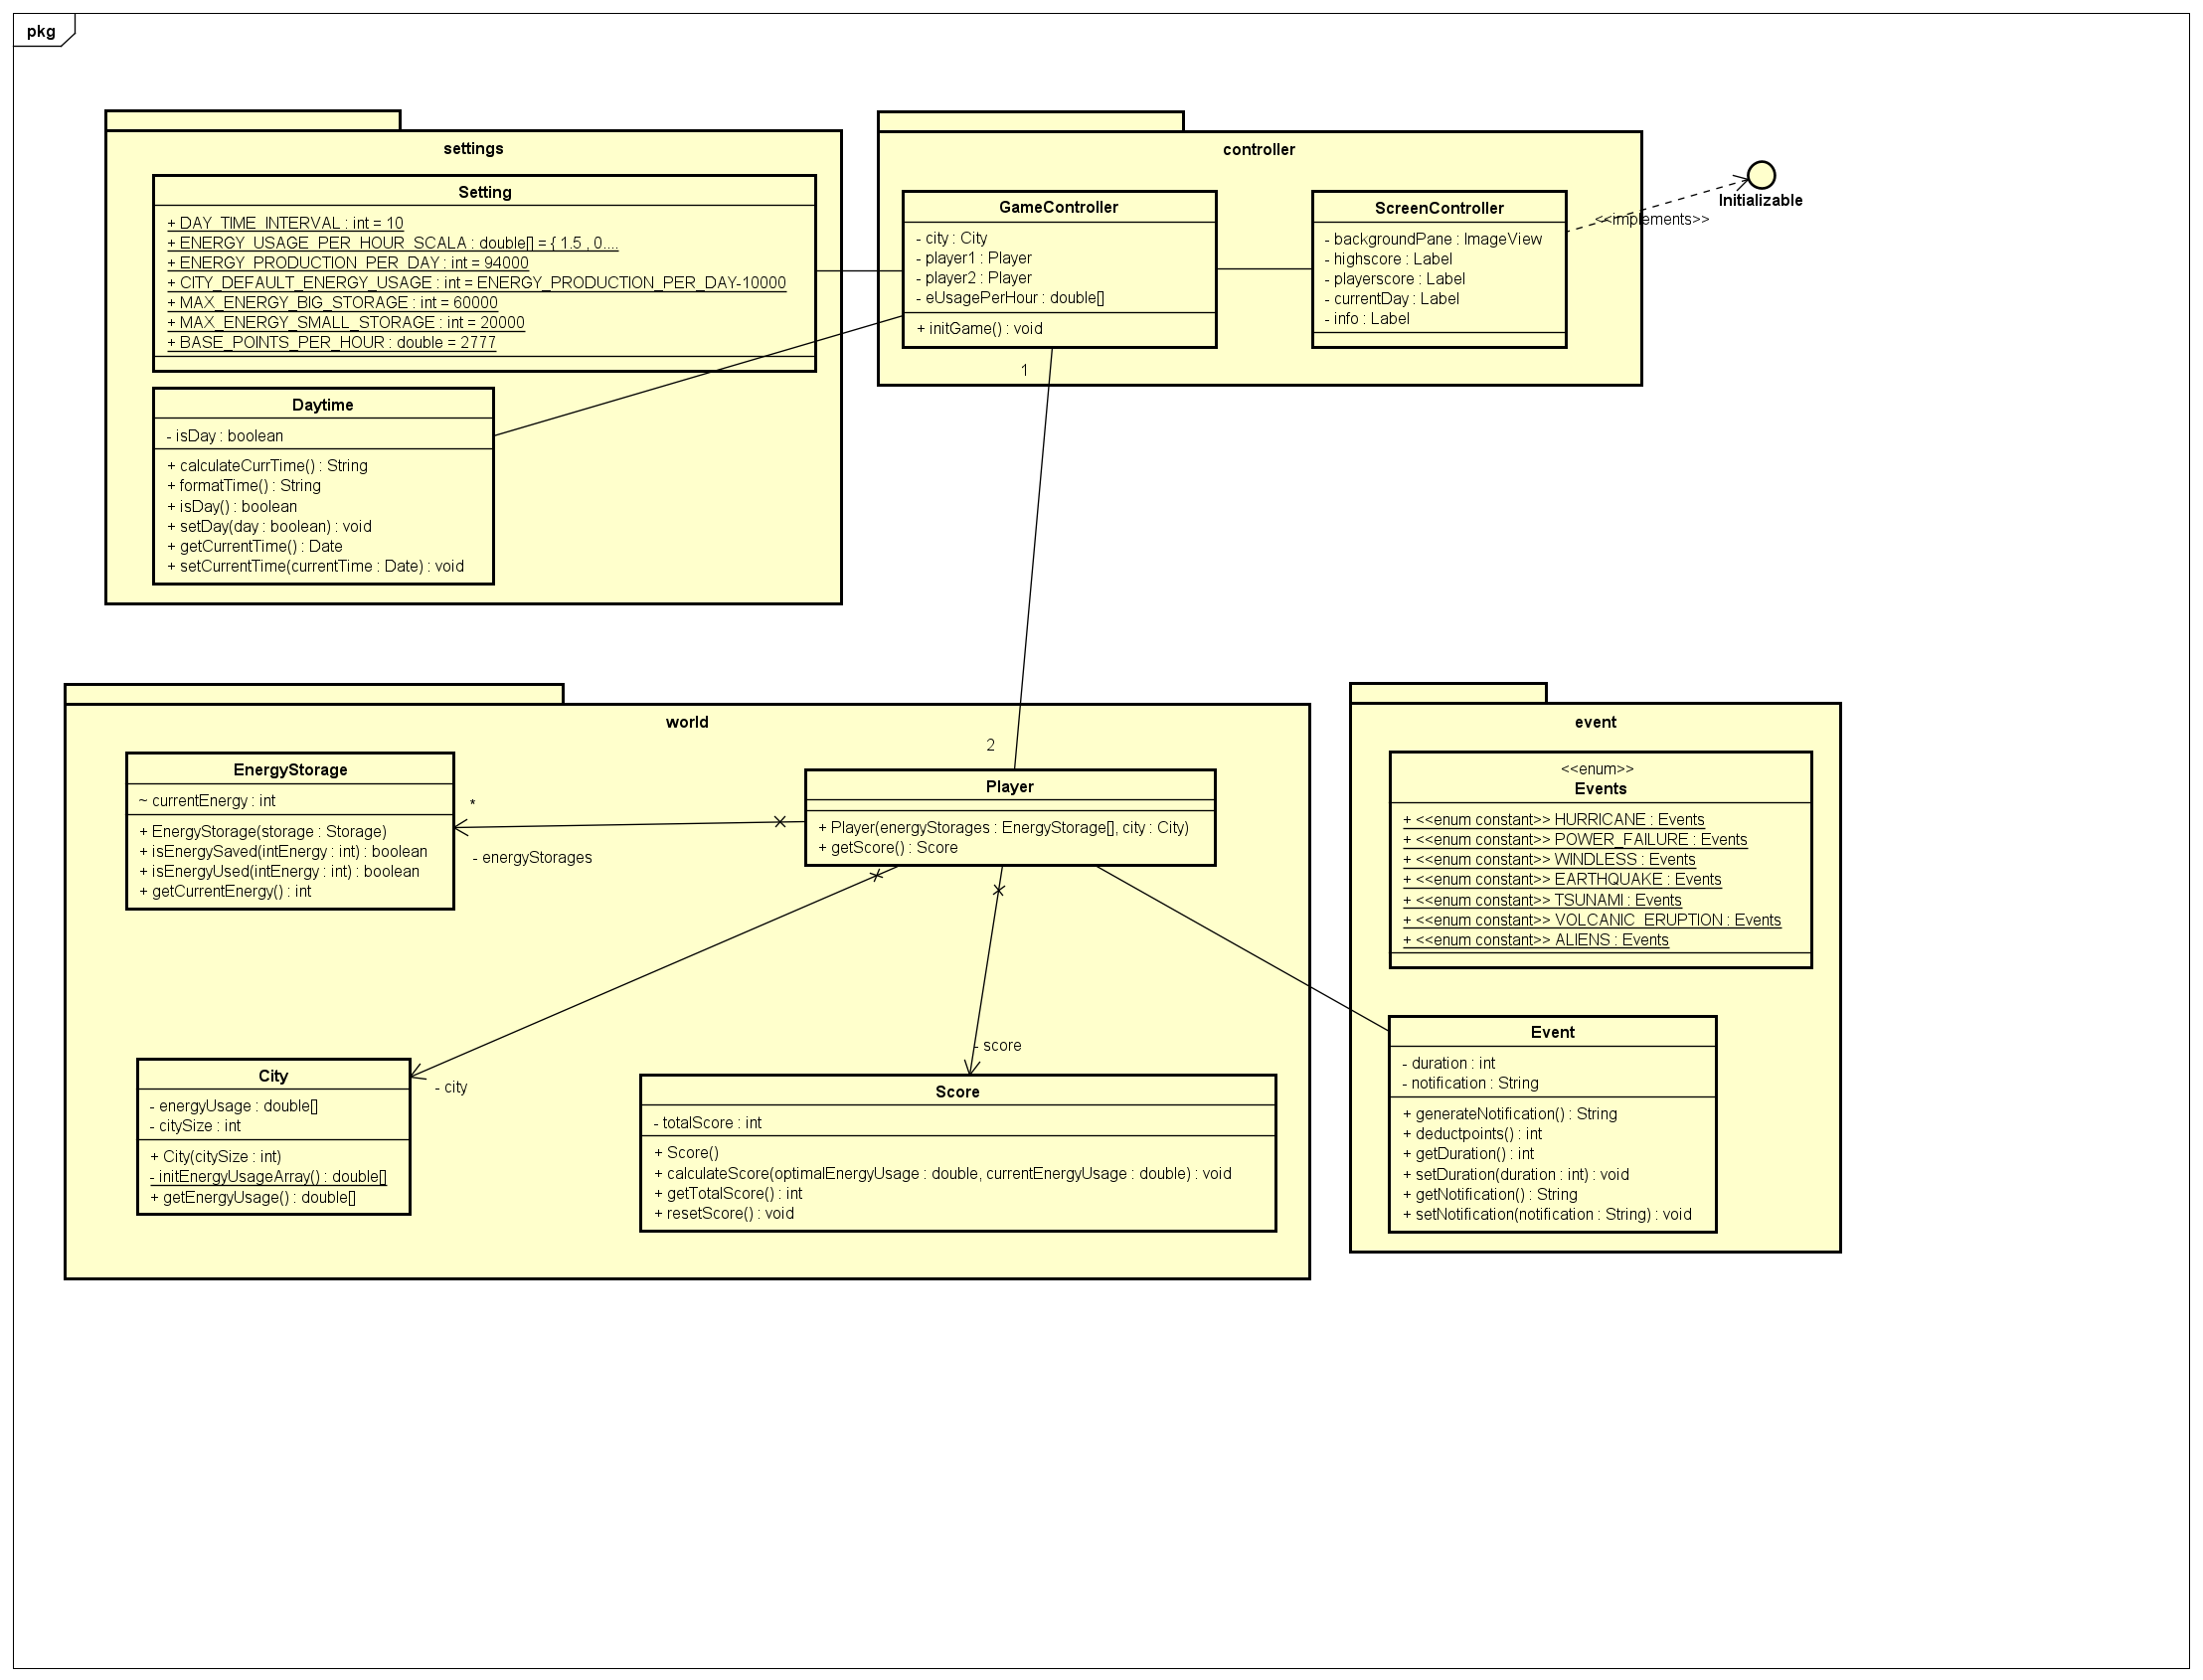 pkg
settings
Setting
+ DAY_TIME_INTERVAL : int = 10
+ ENERGY_USAGE_PER_HOUR_SCALA : double[] = { 1.5 , 0....
+ ENERGY_PRODUCTION_PER_DAY : int = 94000
+ CITY_DEFAULT_ENERGY_USAGE : int = ENERGY_PRODUCTION_PER_DAY-10000
+ MAX_ENERGY_BIG_STORAGE : int = 60000
+ MAX_ENERGY_SMALL_STORAGE : int = 20000
+ BASE_POINTS_PER_HOUR : double = 2777
Daytime
- isDay : boolean
+ calculateCurrTime() : String
+ formatTime() : String
+ isDay() : boolean
+ setDay(day : boolean) : void
+ getCurrentTime() : Date
+ setCurrentTime(currentTime : Date) : void
controller
GameController
- city : City
- player1 : Player
- player2 : Player
- eUsagePerHour : double[]
+ initGame() : void
1
ScreenController
- backgroundPane : ImageView
- highscore : Label
- playerscore : Label
- currentDay : Label
- info : Label
<<implements>>
Initializable
world
2
EnergyStorage
~ currentEnergy : int
+ EnergyStorage(storage : Storage)
+ isEnergySaved(intEnergy : int) : boolean
+ isEnergyUsed(intEnergy : int) : boolean
+ getCurrentEnergy() : int
*
- energyStorages
Player
+ Player(energyStorages : EnergyStorage[], city : City)
+ getScore() : Score
City
- energyUsage : double[]
- citySize : int
+ City(citySize : int)
- initEnergyUsageArray() : double[]
+ getEnergyUsage() : double[]
- city
- score
Score
- totalScore : int
+ Score()
+ calculateScore(optimalEnergyUsage : double, currentEnergyUsage : double) : void
+ getTotalScore() : int
+ resetScore() : void
event
<<enum>>
Events
+ <<enum constant>> HURRICANE : Events
+ <<enum constant>> POWER_FAILURE : Events
+ <<enum constant>> WINDLESS : Events
+ <<enum constant>> EARTHQUAKE : Events
+ <<enum constant>> TSUNAMI : Events
+ <<enum constant>> VOLCANIC_ERUPTION : Events
+ <<enum constant>> ALIENS : Events
Event
- duration : int
- notification : String
+ generateNotification() : String
+ deductpoints() : int
+ getDuration() : int
+ setDuration(duration : int) : void
+ getNotification() : String
+ setNotification(notification : String) : void